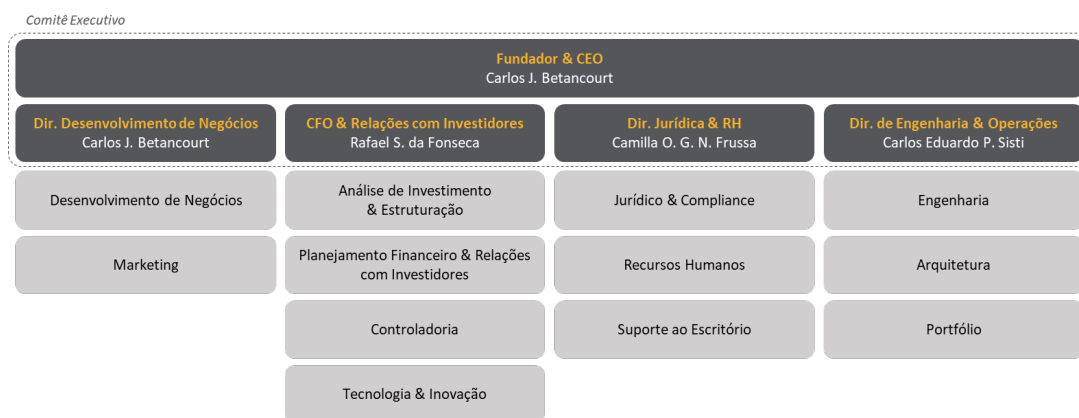 Comitê Executivo
Fundador & CEO
Carlos J. Betancourt
Dir. Desenvolvimento de Negócios
Carlos J. Betancourt
CFO & Relações com Investidores
Rafael S. da Fonseca
Dir. Jurídica & RH
Camilla O. G. N. Frussa
Dir. de Engenharia & Operações
Carlos Eduardo P. Sisti
Desenvolvimento de Negócios
Marketing
Análise de Investimento
& Estruturação
Planejamento Financeiro & Relações
com Investidores
Controladoria
Tecnologia & Inovação
Jurídico & Compliance
Recursos Humanos
Suporte ao Escritório
Engenharia
Arquitetura
Portfólio